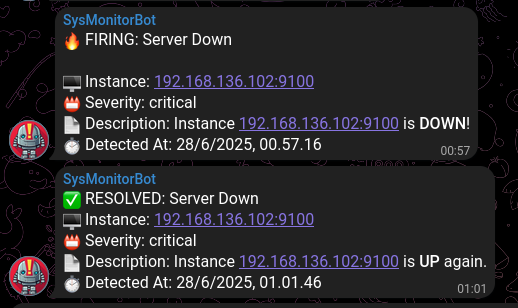 SysMonitorBot
🔥 FIRING: Server Down
🖥️ Instance: 192.168.136.102:9100
📛 Severity: critical
📄 Description: Instance 192.168.136.102:9100 is DOWN!
⏱️ Detected At: 28/6/2025, 00.57.16
00:57
SysMonitorBot
✅ RESOLVED: Server Down
🖥️ Instance: 192.168.136.102:9100
📛 Severity: critical
📄 Description: Instance 192.168.136.102:9100 is UP again.
⏱️ Detected At: 28/6/2025, 01.01.46
01:01